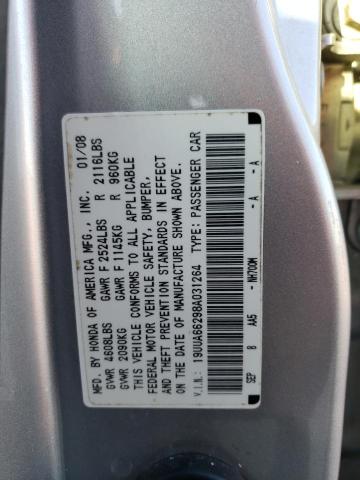 MFD. BY HONDA OF AMERICA MFG., INC. 01/08
GVWR 4608LBS GAWR F 2524LBS R 2116LBS
GVWR 2090KG GAWR F 1145KG R 960KG
THIS VEHICLE CONFORMS TO ALL APPLICABLE
FEDERAL MOTOR VEHICLE SAFETY, BUMPER,
AND THEFT PREVENTION STANDARDS IN EFFECT
ON THE DATE OF MANUFACTURE SHOWN ABOVE.
V.I.N.: 19UUA66298A031264 TYPE: PASSENGER CAR
SEP 8 AA5 - NH700M - A - A